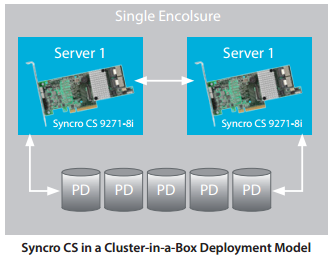 Single Encolsure
Server 1
Server 1
Syncro CS 9271-8i
Syncro CS 9271-8i
PD PD PD PD PD
Syncro CS in a Cluster-in-a-Box Deployment Model